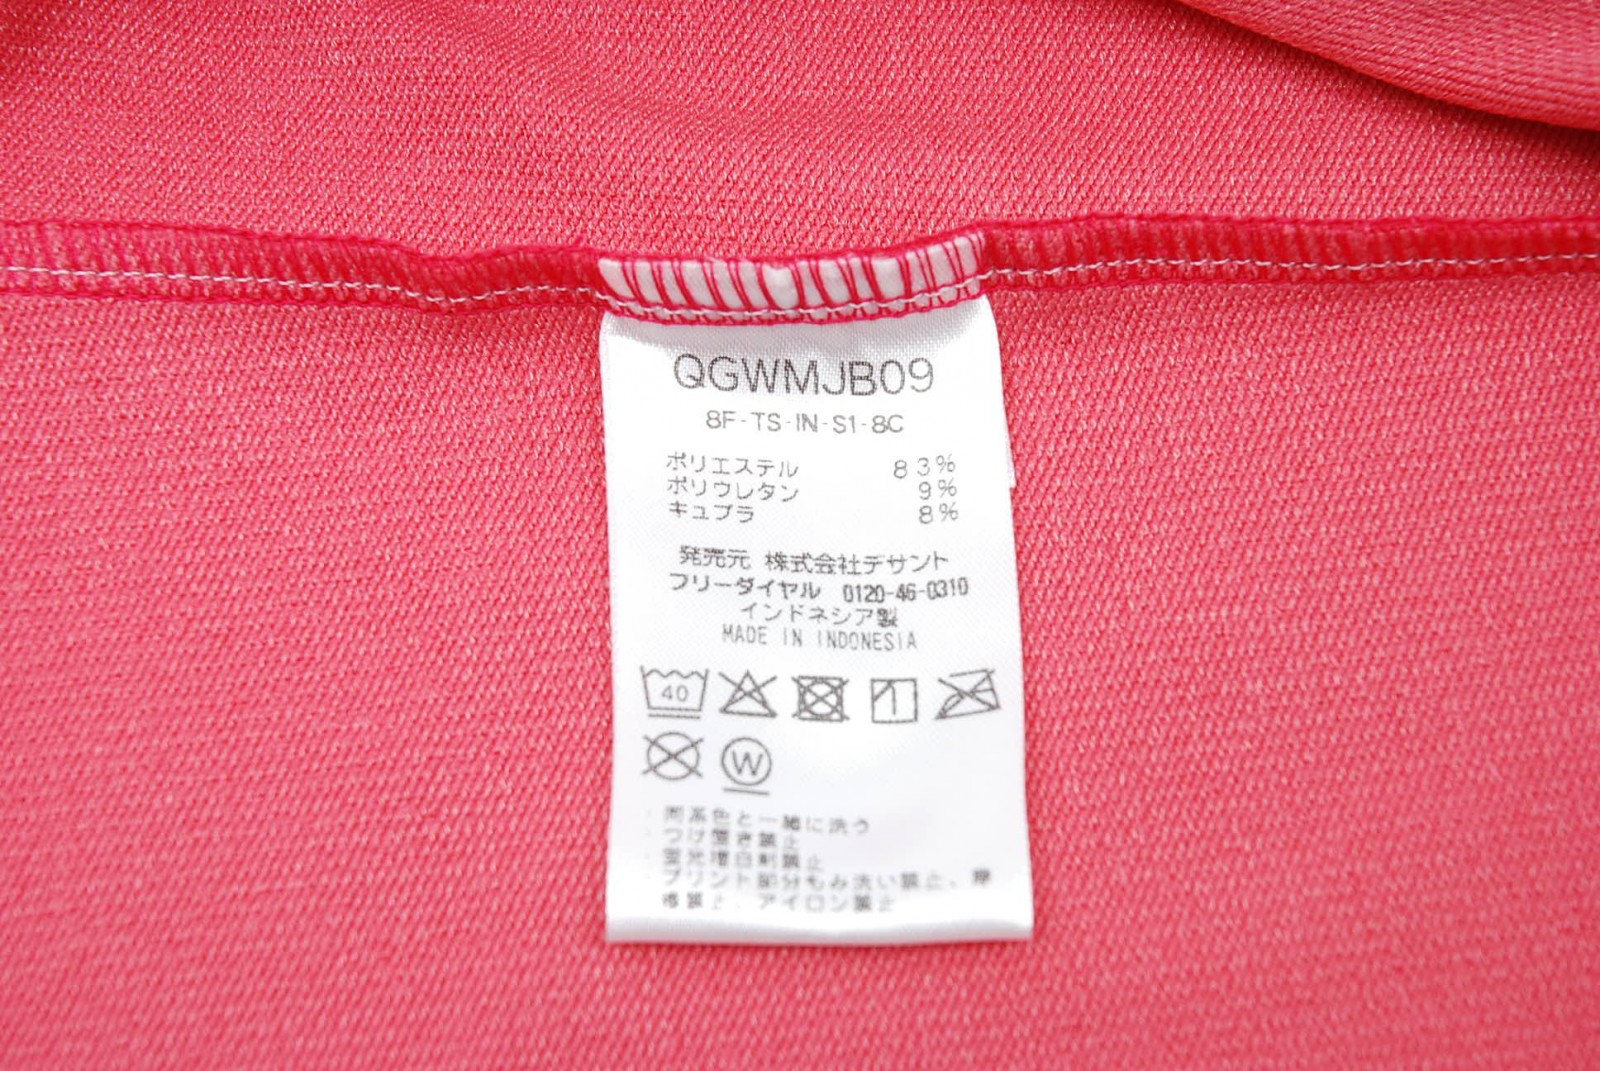 QGWMJB09
8F-TS-IN-S1-8C
ポリエステル 83%
ポリウレタン 9%
キュプラ 8%
発売元 株式会社デサント
フリーダイヤル 0120-46-0310
インドネシア製
MADE IN INDONESIA
40
W
・同系色と一緒に洗う
・つけ置き禁止
・蛍光増白剤禁止
・プリント部分もみ洗い禁止、摩
擦禁止、アイロン禁止